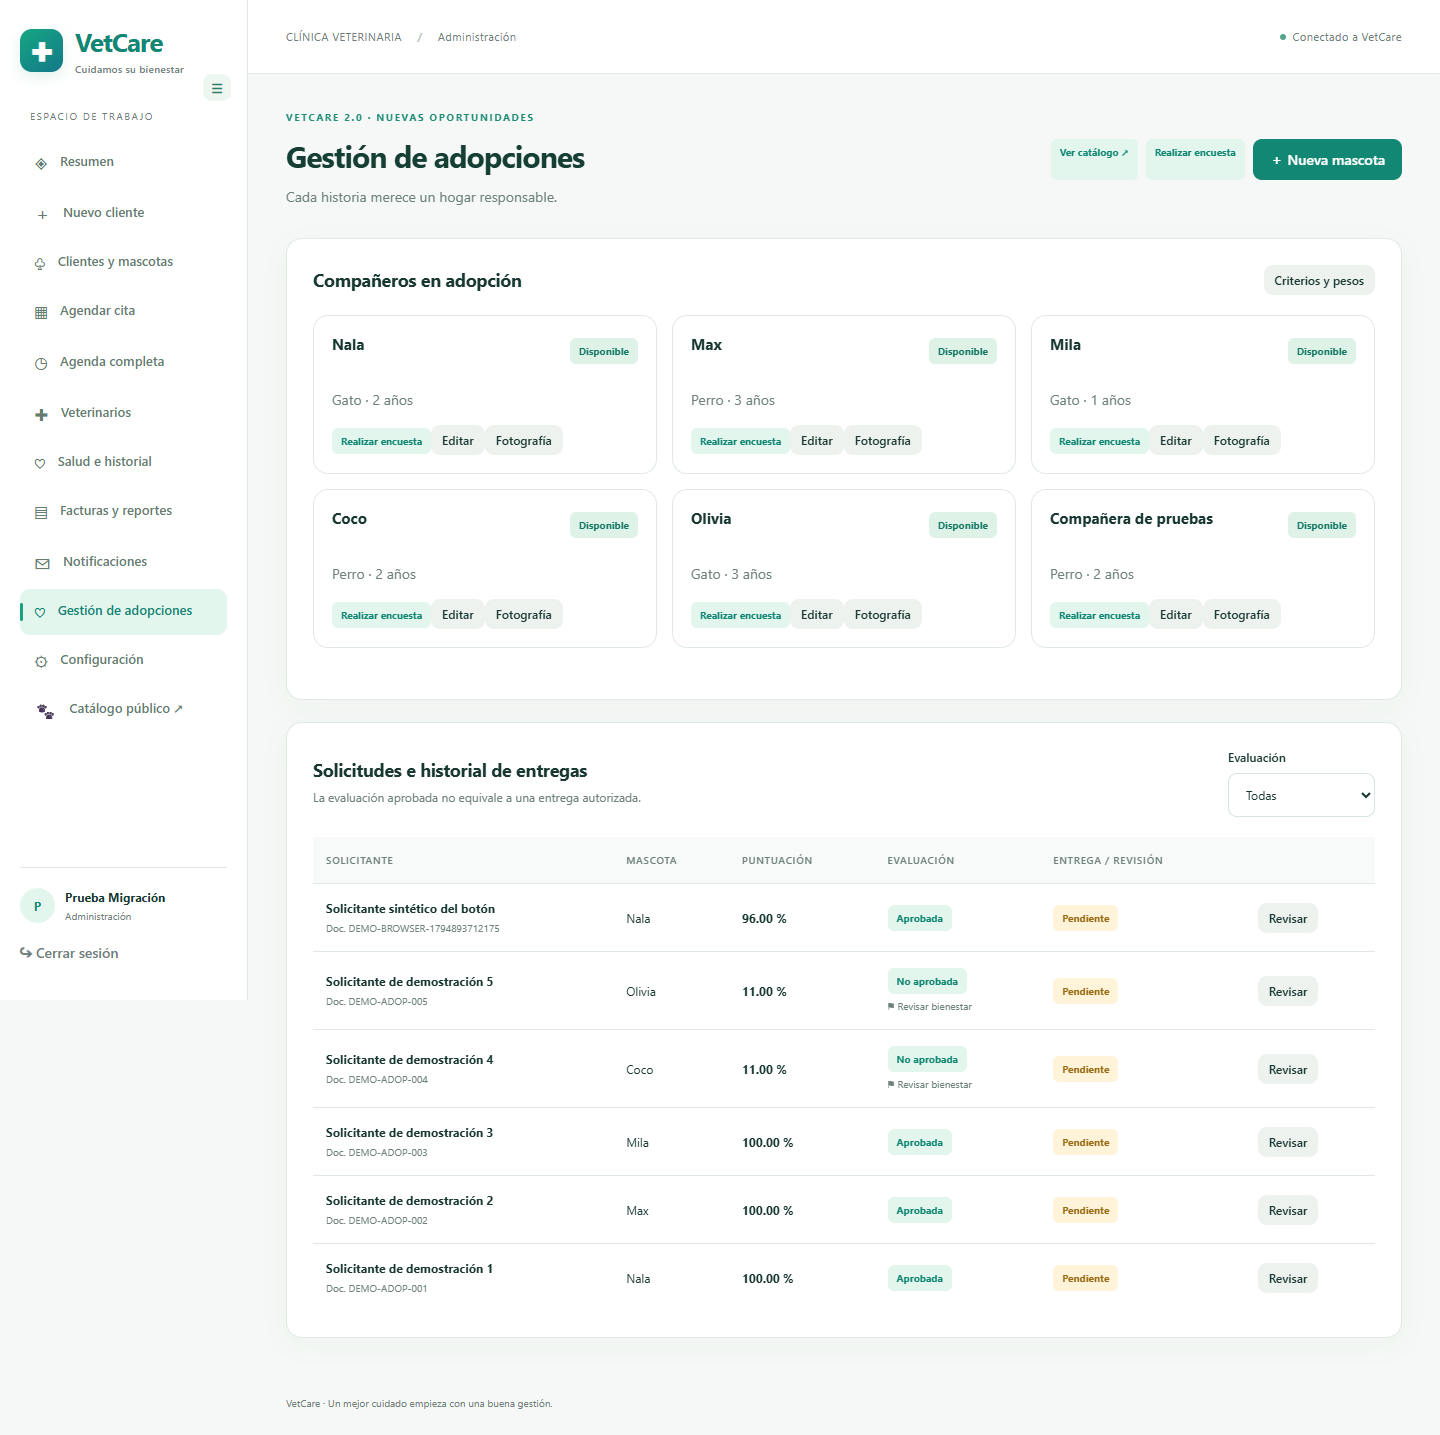 VetCare
Cuidamos su bienestar
ESPACIO DE TRABAJO
Resumen
Nuevo cliente
Clientes y mascotas
Agendar cita
Agenda completa
Veterinarios
Salud e historial
Facturas y reportes
Notificaciones
Gestión de adopciones
Configuración
Catálogo público ↗
P
Prueba Migración
Administración
↪ Cerrar sesión
CLÍNICA VETERINARIA / Administración
Conectado a VetCare
VETCARE 2.0 · NUEVAS OPORTUNIDADES
Gestión de adopciones
Cada historia merece un hogar responsable.
Ver catálogo ↗
Realizar encuesta
+ Nueva mascota
Compañeros en adopción
Criterios y pesos
Nala
Disponible
Gato · 2 años
Realizar encuesta Editar Fotografía
Max
Disponible
Perro · 3 años
Realizar encuesta Editar Fotografía
Mila
Disponible
Gato · 1 años
Realizar encuesta Editar Fotografía
Coco
Disponible
Perro · 2 años
Realizar encuesta Editar Fotografía
Olivia
Disponible
Gato · 3 años
Realizar encuesta Editar Fotografía
Compañera de pruebas
Disponible
Perro · 2 años
Realizar encuesta Editar Fotografía
Solicitudes e historial de entregas
La evaluación aprobada no equivale a una entrega autorizada.
Evaluación
Todas
SOLICITANTE MASCOTA PUNTUACIÓN EVALUACIÓN ENTREGA / REVISIÓN
Solicitante sintético del botón
Doc. DEMO-BROWSER-1794893712175
Nala 96.00 % Aprobada Pendiente Revisar
Solicitante de demostración 5
Doc. DEMO-ADOP-005
Olivia 11.00 % No aprobada
⚑ Revisar bienestar
Pendiente Revisar
Solicitante de demostración 4
Doc. DEMO-ADOP-004
Coco 11.00 % No aprobada
⚑ Revisar bienestar
Pendiente Revisar
Solicitante de demostración 3
Doc. DEMO-ADOP-003
Mila 100.00 % Aprobada Pendiente Revisar
Solicitante de demostración 2
Doc. DEMO-ADOP-002
Max 100.00 % Aprobada Pendiente Revisar
Solicitante de demostración 1
Doc. DEMO-ADOP-001
Nala 100.00 % Aprobada Pendiente Revisar
VetCare · Un mejor cuidado empieza con una buena gestión.